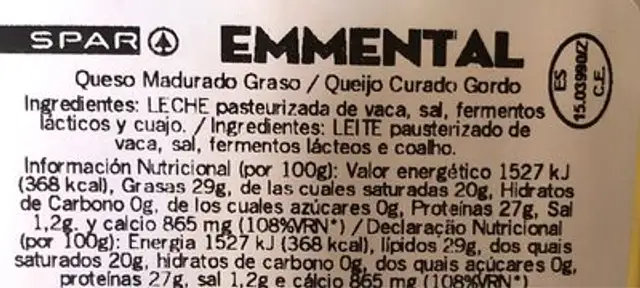 SPAR EMMENTAL
Queso Madurado Graso / Queijo Curado Gordo
ES
15.03990/Z
C.E.
Ingredientes: LECHE pasteurizada de vaca, sal, fermentos
lácticos y cuajo. / Ingredientes: LEITE pausterizado de
vaca, sal, fermentos lácteos e coalho.
Información Nutricional (por 100g): Valor energético 1527 kJ
(368 kcal), Grasas 29g, de las cuales saturadas 20g, Hidratos
de Carbono 0g, de los cuales azúcares 0g, Proteínas 27g, Sal
1,2g. y calcio 865 mg (108%VRN*) / Declaração Nutricional
(por 100g): Energia 1527 kJ (368 kcal), lípidos 29g, dos quais
saturados 20g, hidratos de carbono 0g, dos quais açúcares 0g,
proteínas 27g, sal 1,2g e cálcio 865 mg (108%VRN*)